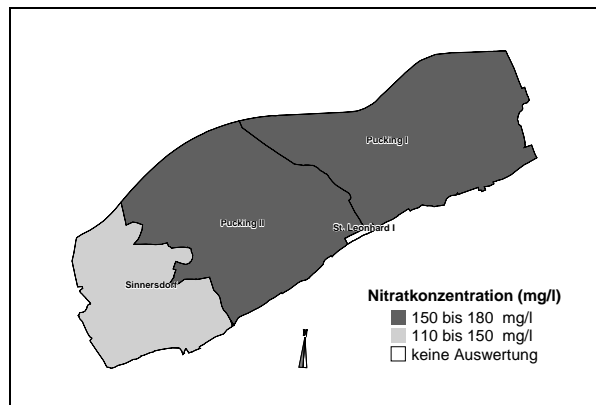 Pucking I
Pucking II
St. Leonhard I
Sinnersdorf
Nitratkonzentration (mg/l)
150 bis 180 mg/l
110 bis 150 mg/l
keine Auswertung